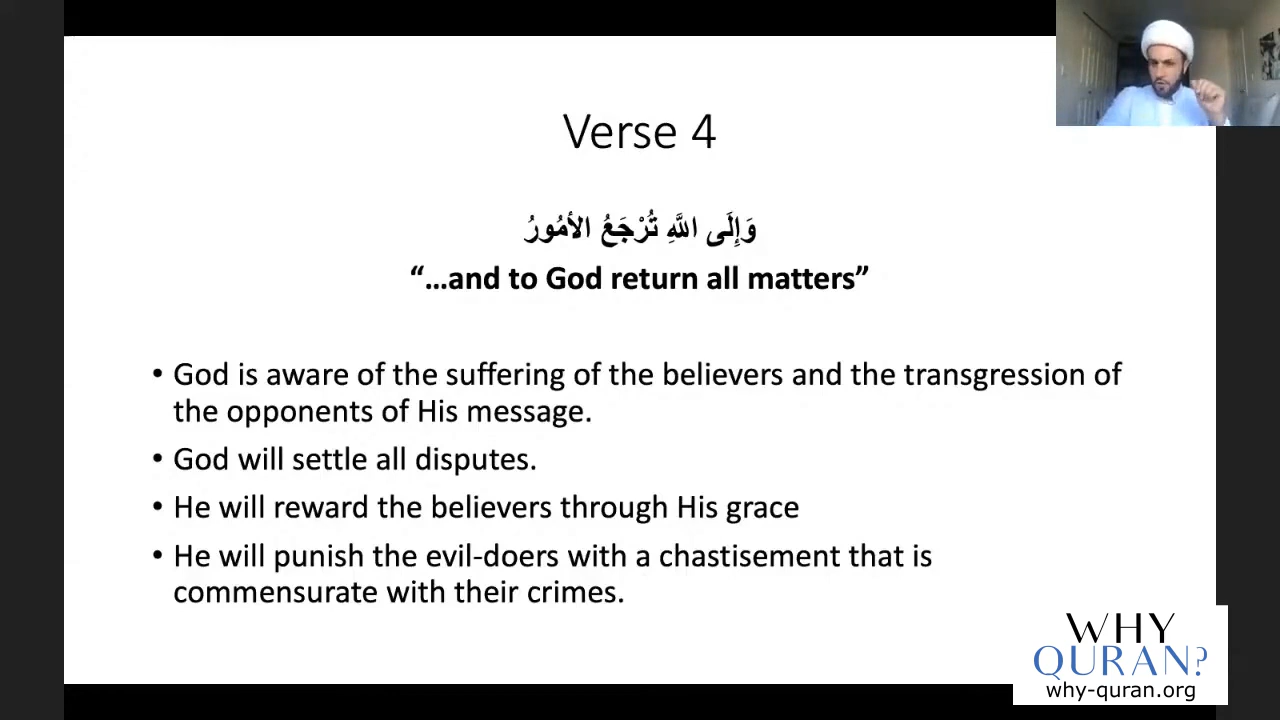 Verse 4
وَإِلَى اللَّهِ تُرْجَعُ الأمُورُ
“...and to God return all matters”
• God is aware of the suffering of the believers and the transgression of
the opponents of His message.
• God will settle all disputes.
• He will reward the believers through His grace
• He will punish the evil-doers with a chastisement that is
commensurate with their crimes.
WHY
QURAN?
why-quran.org